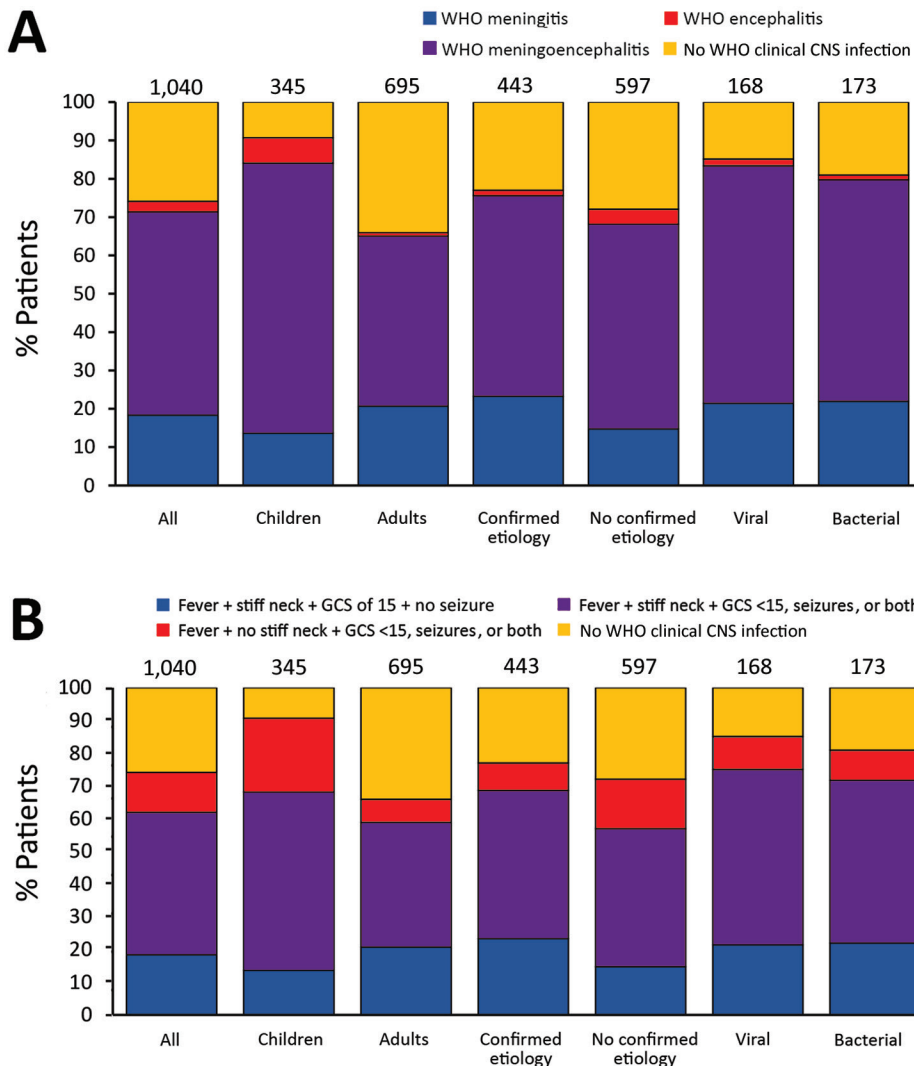 A
WHO meningitis WHO encephalitis
WHO meningoencephalitis No WHO clinical CNS infection
1,040 345 695 443 597 168 173
100
90
80
70
60
50
40
30
20
10
0
% Patients
All Children Adults Confirmed etiology No confirmed etiology Viral Bacterial
B
Fever + stiff neck + GCS of 15 + no seizure Fever + stiff neck + GCS <15, seizures, or both
Fever + no stiff neck + GCS <15, seizures, or both No WHO clinical CNS infection
1,040 345 695 443 597 168 173
100
90
80
70
60
50
40
30
20
10
0
% Patients
All Children Adults Confirmed etiology No confirmed etiology Viral Bacterial